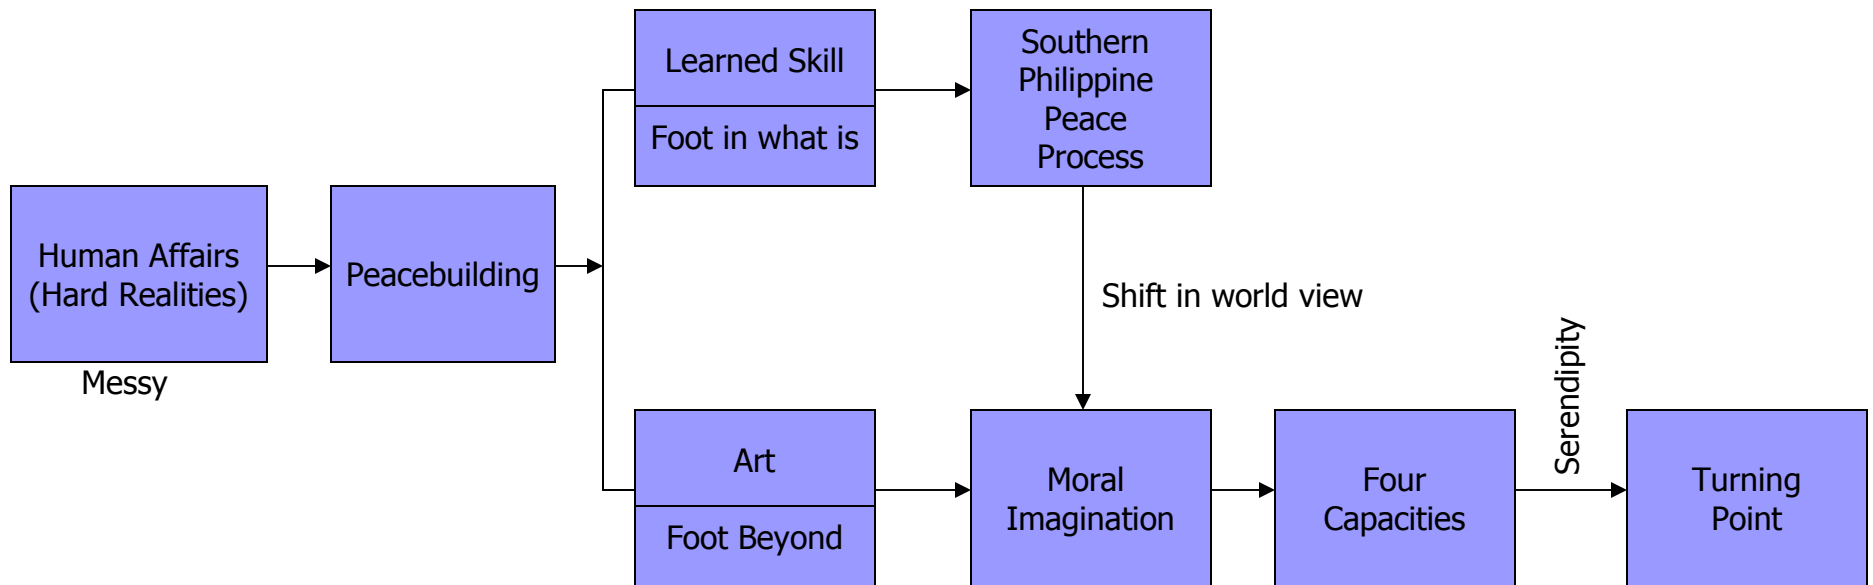 Human Affairs
(Hard Realities)
Messy
Peacebuilding
Learned Skill
Foot in what is
Southern
Philippine
Peace
Process
Shift in world view
Art
Foot Beyond
Moral
Imagination
Four
Capacities
Serendipity
Turning
Point